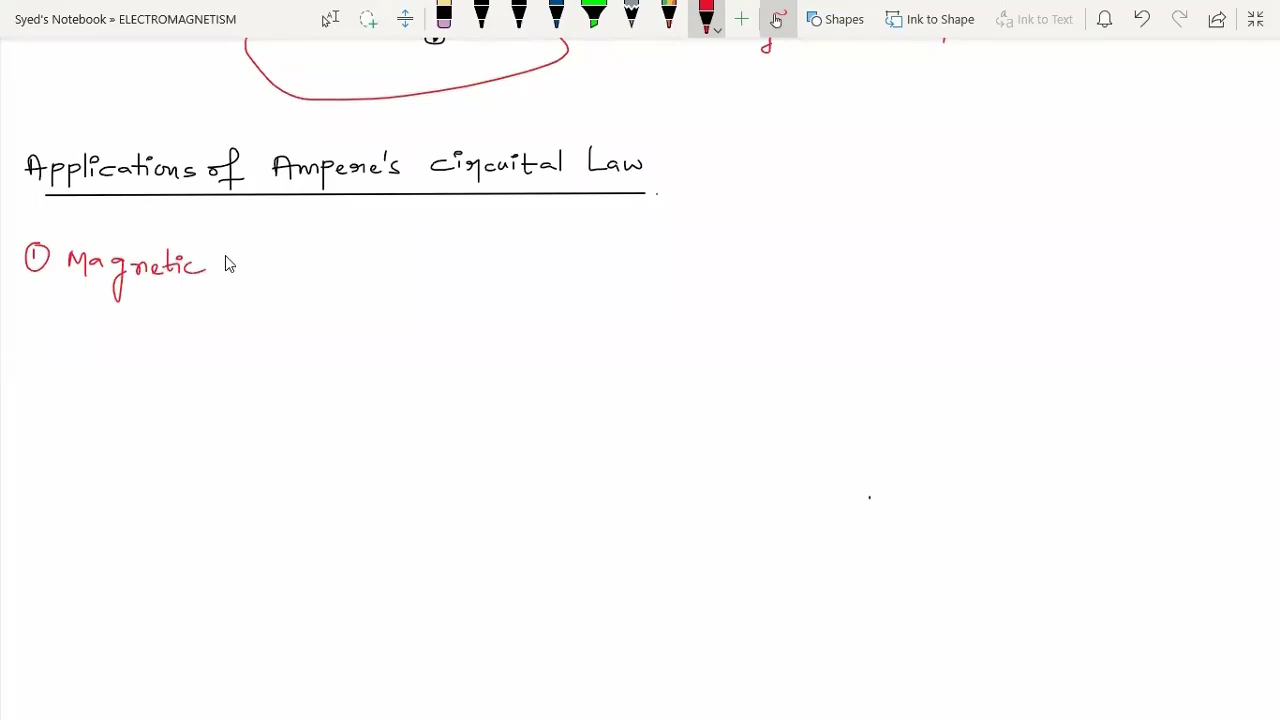 Syed's Notebook » ELECTROMAGNETISM
Shapes
Ink to Shape
Ink to Text
Applications of Ampere's Circuital Law
① Magnetic